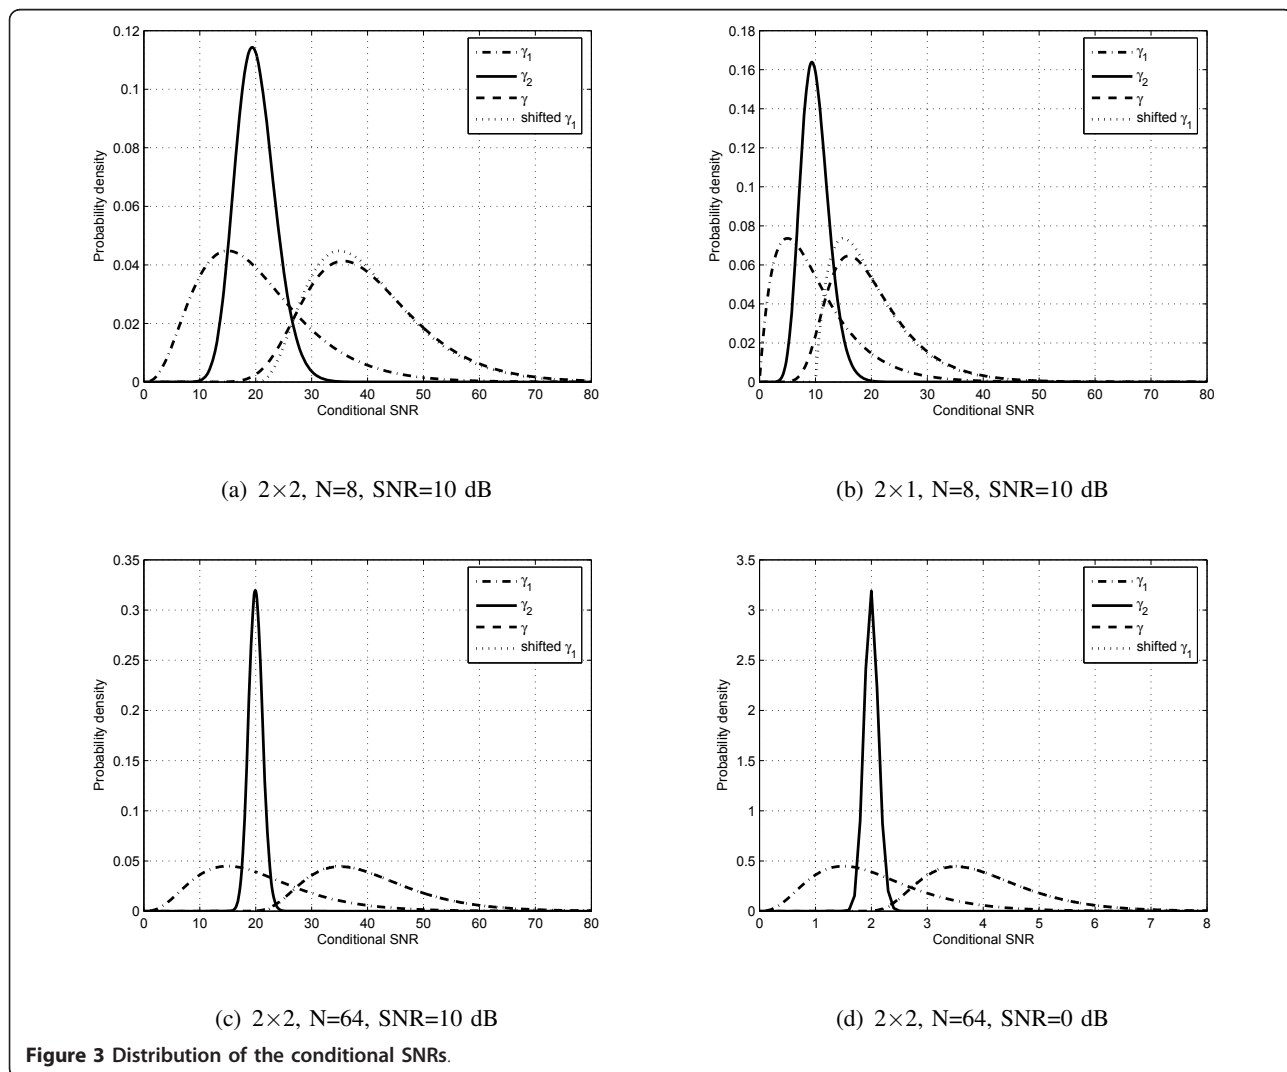 0.12
0.1
0.08
0.06
0.04
0.02
0
Probability density
0 10 20 30 40 50 60 70 80
Conditional SNR
γ1
γ2
γ
shifted γ1
(a) 2×2, N=8, SNR=10 dB
0.18
0.16
0.14
0.12
0.1
0.08
0.06
0.04
0.02
0
Probability density
0 10 20 30 40 50 60 70 80
Conditional SNR
γ1
γ2
γ
shifted γ1
(b) 2×1, N=8, SNR=10 dB
0.35
0.3
0.25
0.2
0.15
0.1
0.05
0
Probability density
0 10 20 30 40 50 60 70 80
Conditional SNR
γ1
γ2
γ
shifted γ1
(c) 2×2, N=64, SNR=10 dB
3.5
3
2.5
2
1.5
1
0.5
0
Probability density
0 1 2 3 4 5 6 7 8
Conditional SNR
γ1
γ2
γ
shifted γ1
(d) 2×2, N=64, SNR=0 dB
Figure 3 Distribution of the conditional SNRs.